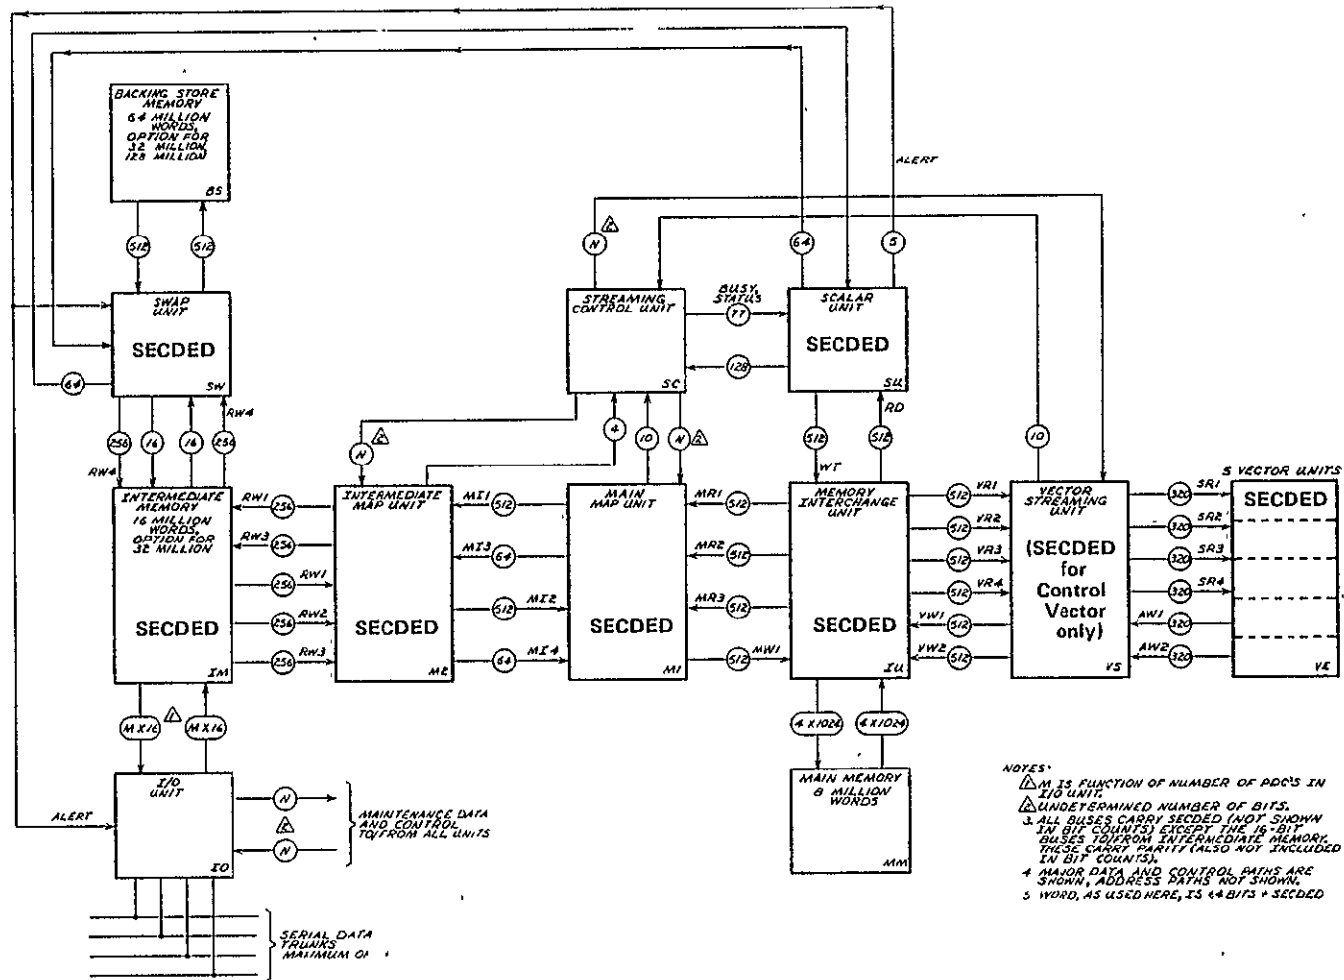 BACKING STORE
MEMORY
64 MILLION
WORDS,
OPTION FOR
32 MILLION,
128 MILLION
BS
ALERT
512
512
N
2
64
5
SWAP
UNIT
SECDED
SW
64
STREAMING
CONTROL UNIT
SC
BUSY,
STATUS
77
128
SCALAR
UNIT
SECDED
SU
RD
RW4
256
16
16
256
RW4
N
2
4
10
N
2
512
512
WT
10
INTERMEDIATE
MEMORY
16 MILLION
WORDS,
OPTION FOR
32 MILLION
SECDED
IM
RW1
256
RW3
256
256
RW1
256
RW2
256
RW3
INTERMEDIATE
MAP UNIT
SECDED
M2
MI1
512
MI3
64
512
MI2
64
MI4
MAIN
MAP UNIT
SECDED
M1
MR1
512
MR2
512
MR3
512
512
MW1
MEMORY
INTERCHANGE
UNIT
SECDED
IU
512
VR1
512
VR2
512
VR3
512
VR4
VW1
512
VW2
512
VECTOR
STREAMING
UNIT
(SECDED
for
Control
Vector
only)
VS
320
SR1
320
SR2
320
SR3
320
SR4
AW1
320
AW2
320
5 VECTOR UNITS
SECDED
M X 16
1
M X 16
4 X 1024
4 X 1024
I/O
UNIT
IO
ALERT
N
2
N
MAINTENANCE DATA
AND CONTROL
TO/FROM ALL UNITS
MAIN MEMORY
8 MILLION
WORDS
MM
SERIAL DATA
TRUNKS
MAXIMUM
NOTES:
1 M IS FUNCTION OF NUMBER OF PDC'S IN
I/O UNIT.
2 UNDETERMINED NUMBER OF BITS.
3 ALL BUSES CARRY SECDED (NOT SHOWN
IN BIT COUNTS) EXCEPT THE 16-BIT
BUSES TO/FROM INTERMEDIATE MEMORY.
THESE CARRY PARITY (ALSO NOT INCLUDED
IN BIT COUNTS).
4 MAJOR DATA AND CONTROL PATHS ARE
SHOWN, ADDRESS PATHS NOT SHOWN.
5 WORD, AS USED HERE, IS BITS + SECDED